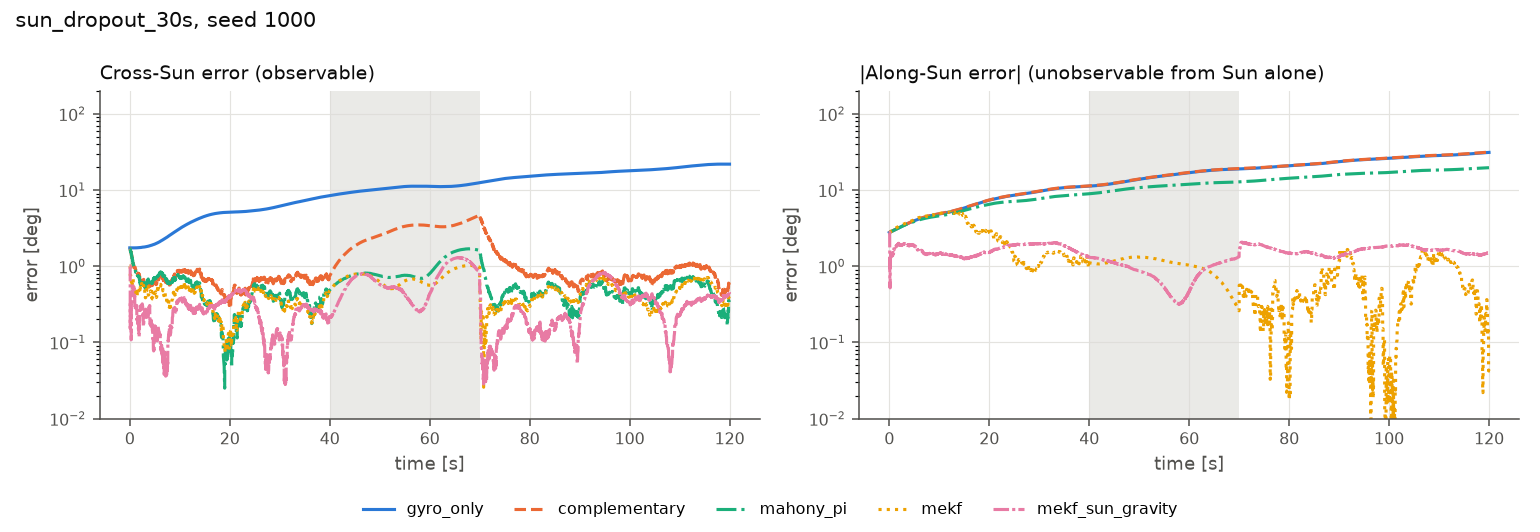 sun_dropout_30s, seed 1000
Cross-Sun error (observable)
|Along-Sun error| (unobservable from Sun alone)
error [deg]
10²
10¹
10⁰
10⁻¹
10⁻²
0 20 40 60 80 100 120
time [s]
error [deg]
10²
10¹
10⁰
10⁻¹
10⁻²
0 20 40 60 80 100 120
time [s]
gyro_only complementary mahony_pi mekf mekf_sun_gravity